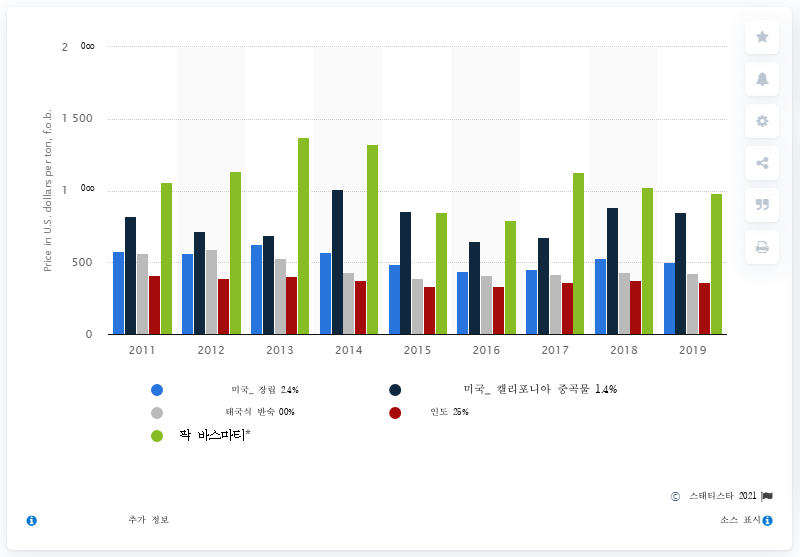 Price in U.S. dollars per ton, f.o.b.
2 000
1 500
1 000
500
0
2011 2012 2013 2014 2015 2016 2017 2018 2019
미국_ 장립 2.4% 미국_ 캘리포니아 중곡물 1.4%
태국식 반숙 00% 인도 25%
팍 바스마티*
© 스태티스타 2021
추가 정보 소스 표시